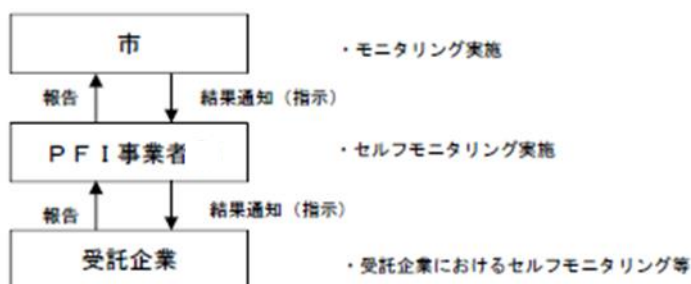 市
・モニタリング実施
報告
結果通知（指示）
ＰＦＩ事業者
・セルフモニタリング実施
報告
結果通知（指示）
受託企業
・受託企業におけるセルフモニタリング等